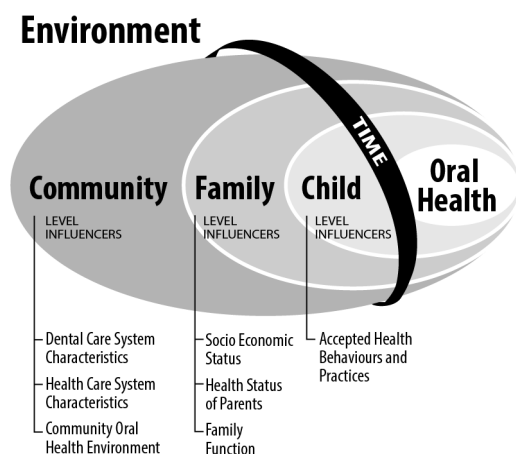 Environment
TIME
Community
LEVEL
INFLUENCERS
Family
LEVEL
INFLUENCERS
Child
LEVEL
INFLUENCERS
Oral
Health
Dental Care System
Characteristics
Health Care System
Characteristics
Community Oral
Health Environment
Socio Economic
Status
Health Status
of Parents
Family
Function
Accepted Health
Behaviours and
Practices